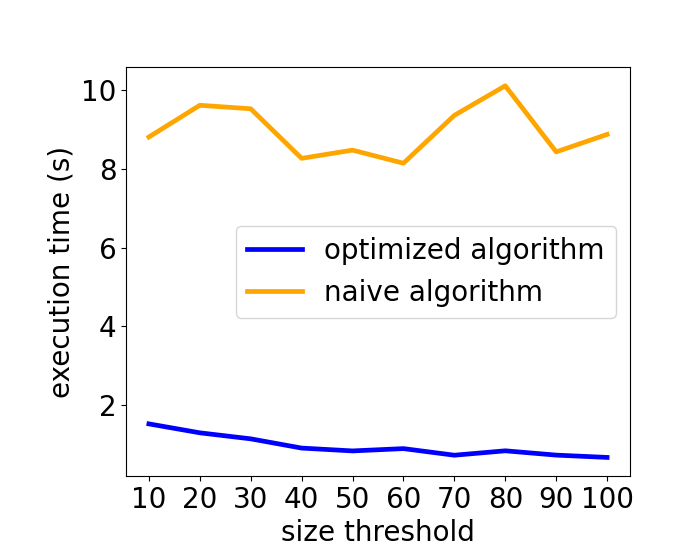 execution time (s)
10
8
6
4
2
optimized algorithm
naive algorithm
10 20 30 40 50 60 70 80 90 100
size threshold